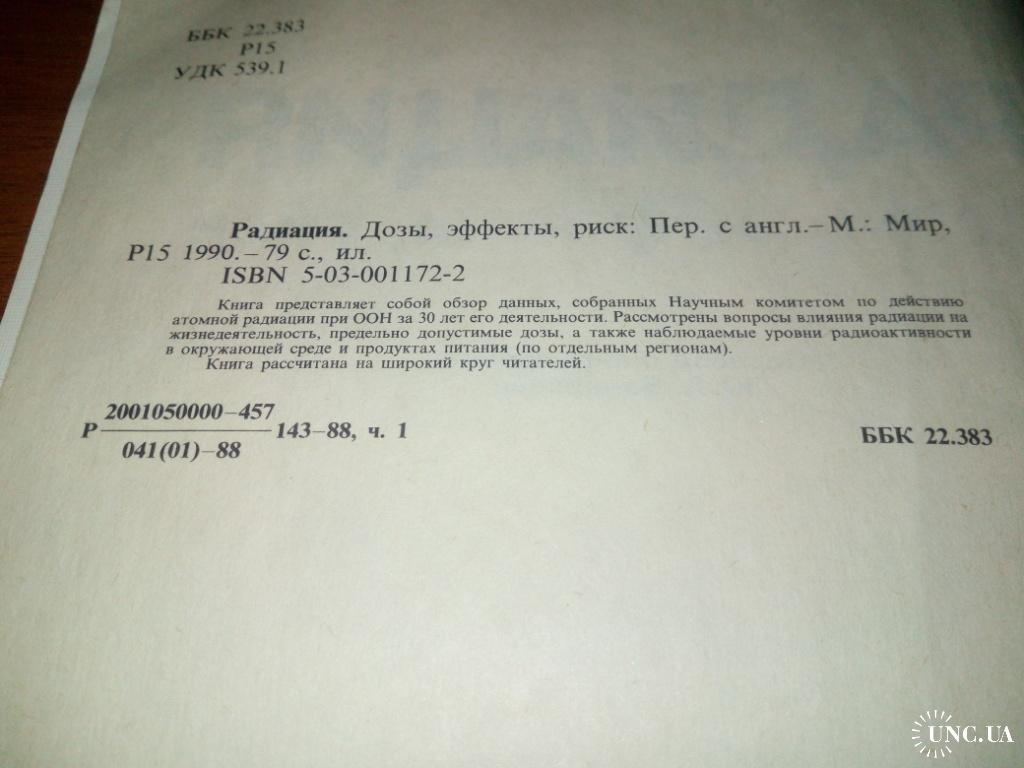 ББК 22.383
Р15
УДК 539.1
Радиация. Дозы, эффекты, риск: Пер. с англ.–М.: Мир,
Р15 1990.–79 с., ил.
ISBN 5-03-001172-2
Книга представляет собой обзор данных, собранных Научным комитетом по действию
атомной радиации при ООН за 30 лет его деятельности. Рассмотрены вопросы влияния радиации на
жизнедеятельность, предельно допустимые дозы, а также наблюдаемые уровни радиоактивности
в окружающей среде и продуктах питания (по отдельным регионам).
Книга рассчитана на широкий круг читателей.
2001050000–457
Р 143–88, ч. 1
041(01)–88
ББК 22.383
UNC.UA